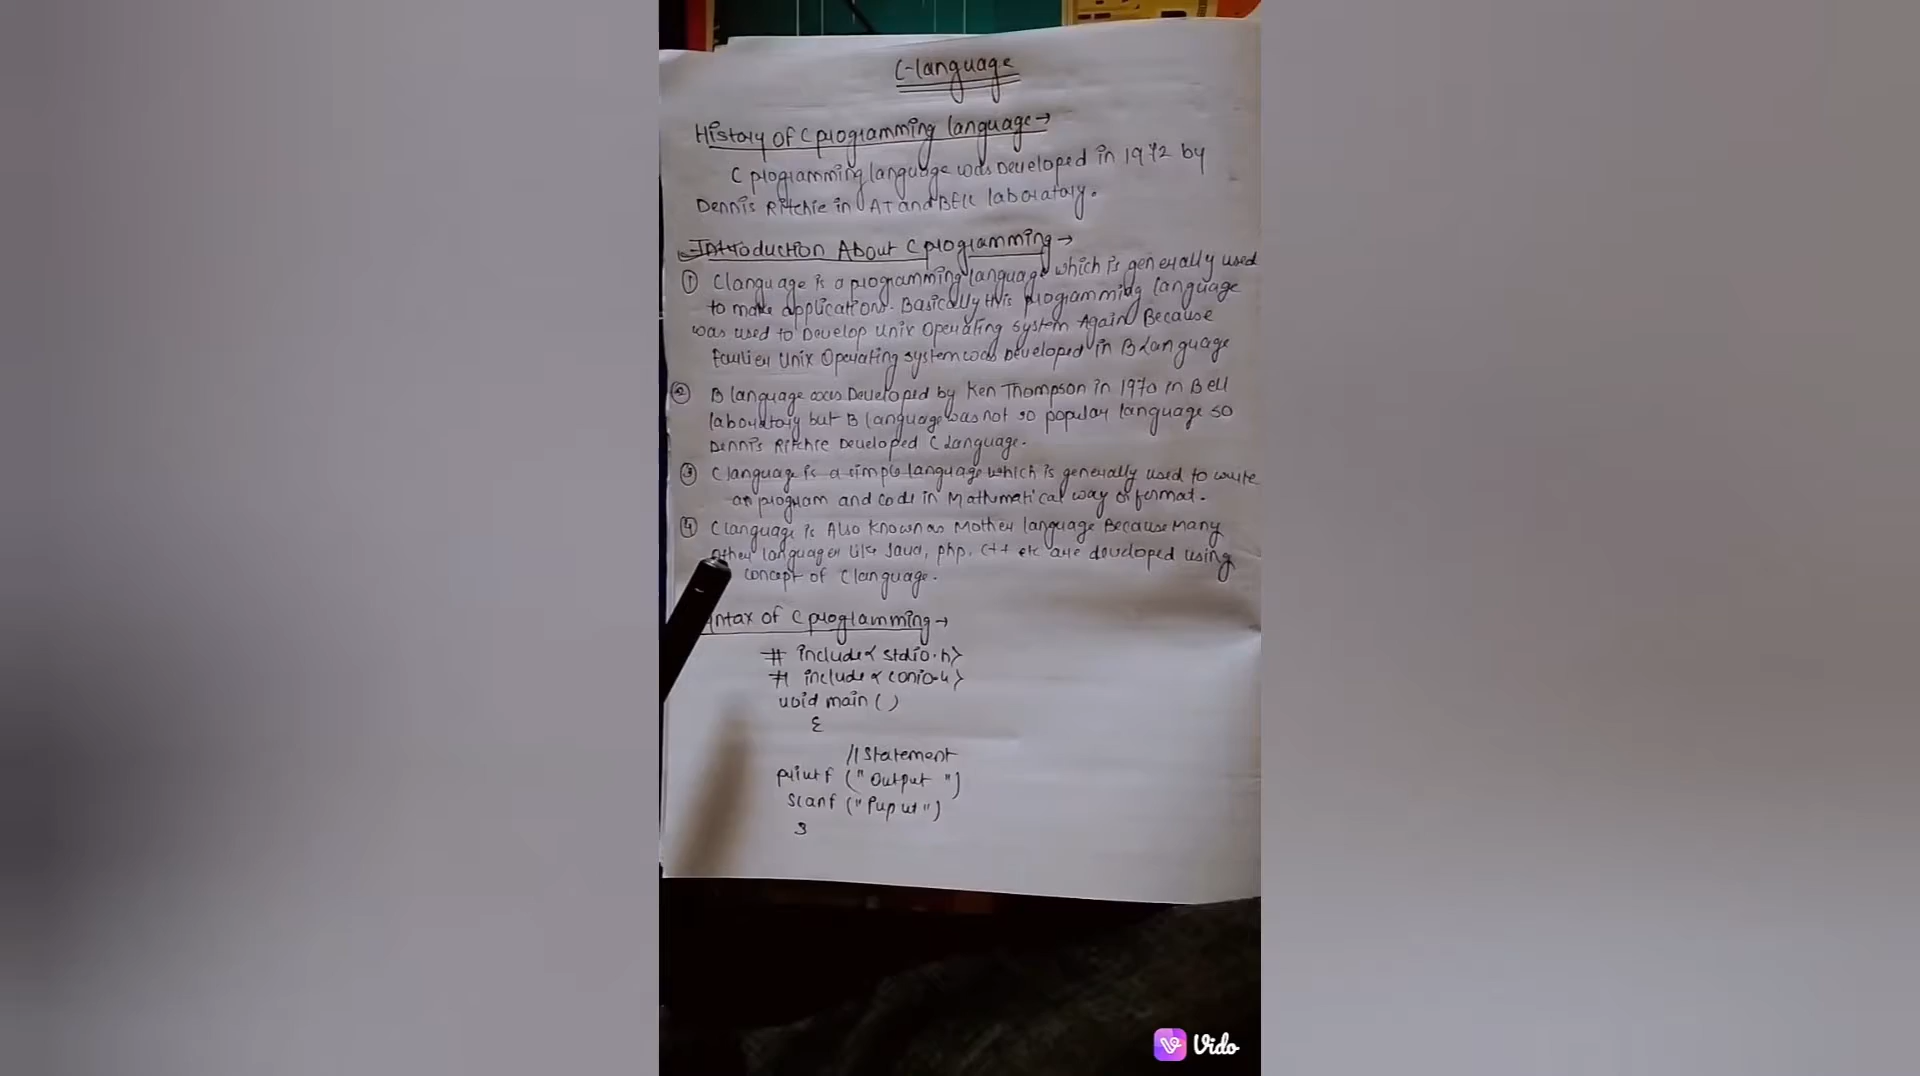 C-language
History of C programming language →
C programming language was Developed in 1972 by
Dennis Ritchie in AT and BELL laboratory.
Introduction About C programming →
① C language is a programming language which is generally used
to make applications. Basically this programming language
was used to Develop Unix Operating system Again Because
Earlier Unix Operating system was Developed in B Language
② B language was Developed by Ken Thompson in 1970 in Bell
laboratory but B language was not so popular language so
Dennis Ritchie Developed C Language.
③ C language is a simple language which is generally used to write
an program and code in Mathematical way or format.
④ C language is Also Known as Mother language Because Many
other languages like Java, php, C++ etc are developed using
concept of C language.
ntax of C programming →
# include< stdio.h>
# include < conio.h>
void main ( )
{
// Statement
printf (" Output ")
scanf (" Input ")
}
Vido